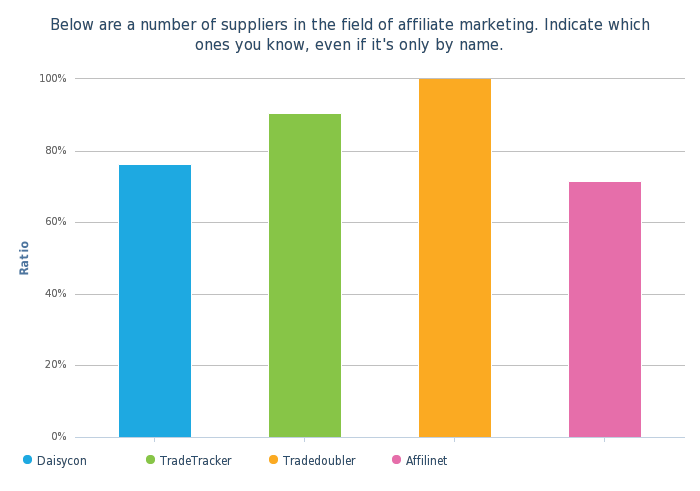 Below are a number of suppliers in the field of affiliate marketing. Indicate which
ones you know, even if it's only by name.
100%
80%
60%
40%
20%
0%
Ratio
Daisycon TradeTracker Tradedoubler Affilinet